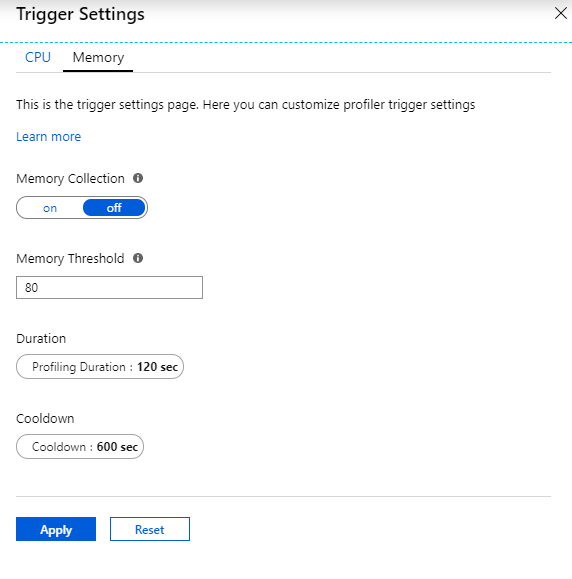 Trigger Settings
CPU Memory
This is the trigger settings page. Here you can customize profiler trigger settings
Learn more
Memory Collection
on off
Memory Threshold
80
Duration
Profiling Duration : 120 sec
Cooldown
Cooldown : 600 sec
Apply Reset